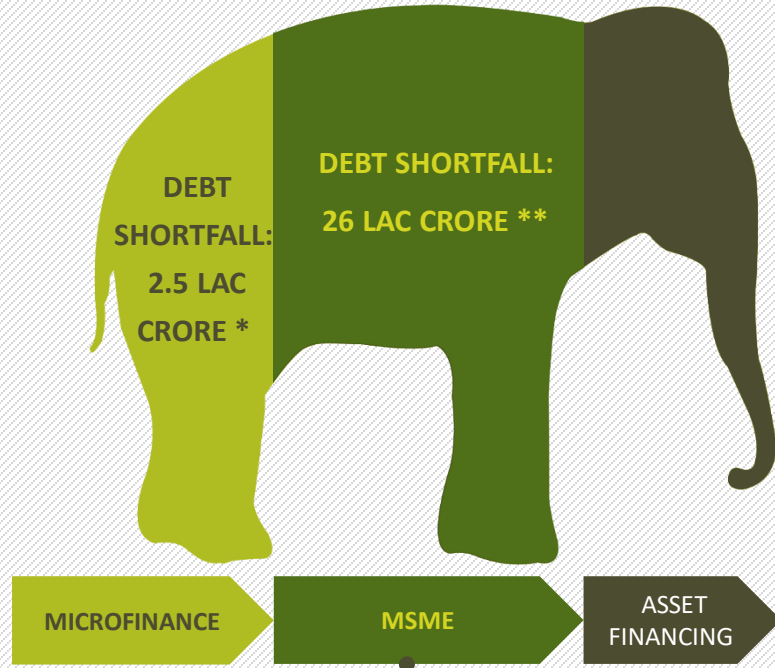 DEBT
SHORTFALL:
2.5 LAC
CRORE *
DEBT SHORTFALL:
26 LAC CRORE **
MICROFINANCE
MSME
ASSET
FINANCING